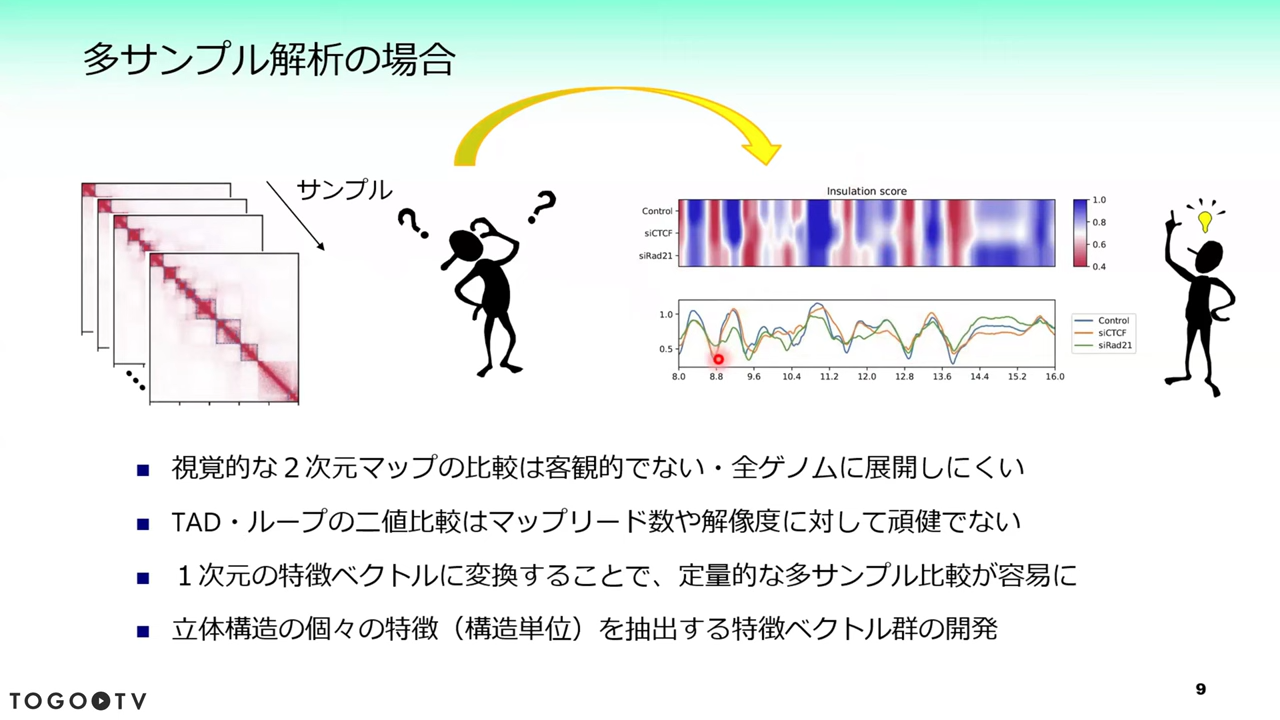 多サンプル解析の場合
サンプル
? ?
Insulation score
Control
siCTCF
siRad21
1.0
0.8
0.6
0.4
1.0
0.5
8.0 8.8 9.6 10.4 11.2 12.0 12.8 13.6 14.4 15.2 16.0
Control
siCTCF
siRad21
■ 視覚的な２次元マップの比較は客観的でない・全ゲノムに展開しにくい
■ TAD・ループの二値比較はマップリード数や解像度に対して頑健でない
■ １次元の特徴ベクトルに変換することで、定量的な多サンプル比較が容易に
■ 立体構造の個々の特徴（構造単位）を抽出する特徴ベクトル群の開発
TOGOTV
9